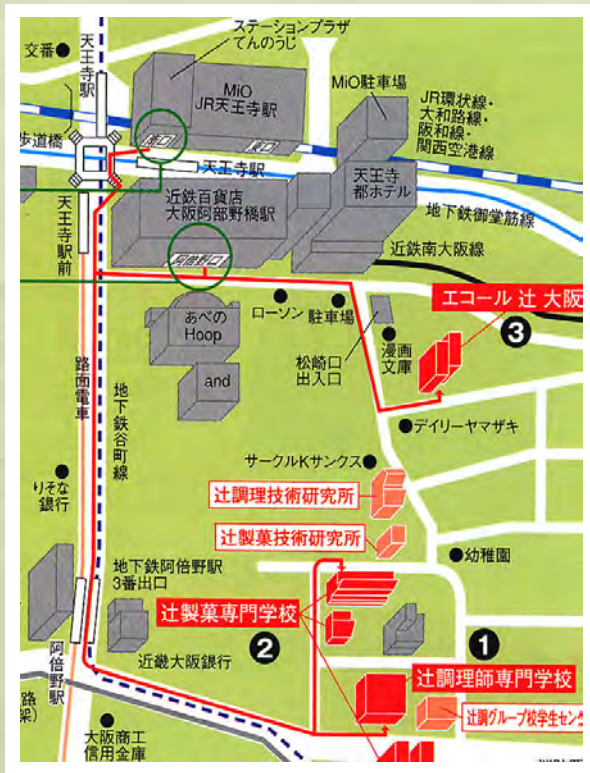 ステーションプラザ
てんのうじ
交番
天王寺駅
MiO
JR天王寺駅
MiO駐車場
JR環状線・
大和路線・
阪和線・
関西空港線
歩道橋
南口
東口
天王寺駅
天王寺
都ホテル
近鉄百貨店
大阪阿部野橋駅
地下鉄御堂筋線
天王寺駅前
阿倍野口
近鉄南大阪線
エコール 辻 大阪
3
あべの
Hoop
ローソン
駐車場
漫画
文庫
松崎口
出入口
and
路面電車
地下鉄谷町線
デイリーヤマザキ
サークルKサンクス
りそな
銀行
辻調理技術研究所
辻製菓技術研究所
幼稚園
地下鉄阿倍野駅
3番出口
辻製菓専門学校
2
1
近畿大阪銀行
阿倍野駅
辻調理師専門学校
辻調グループ校学生セン
路
架)
大阪商工
信用金庫